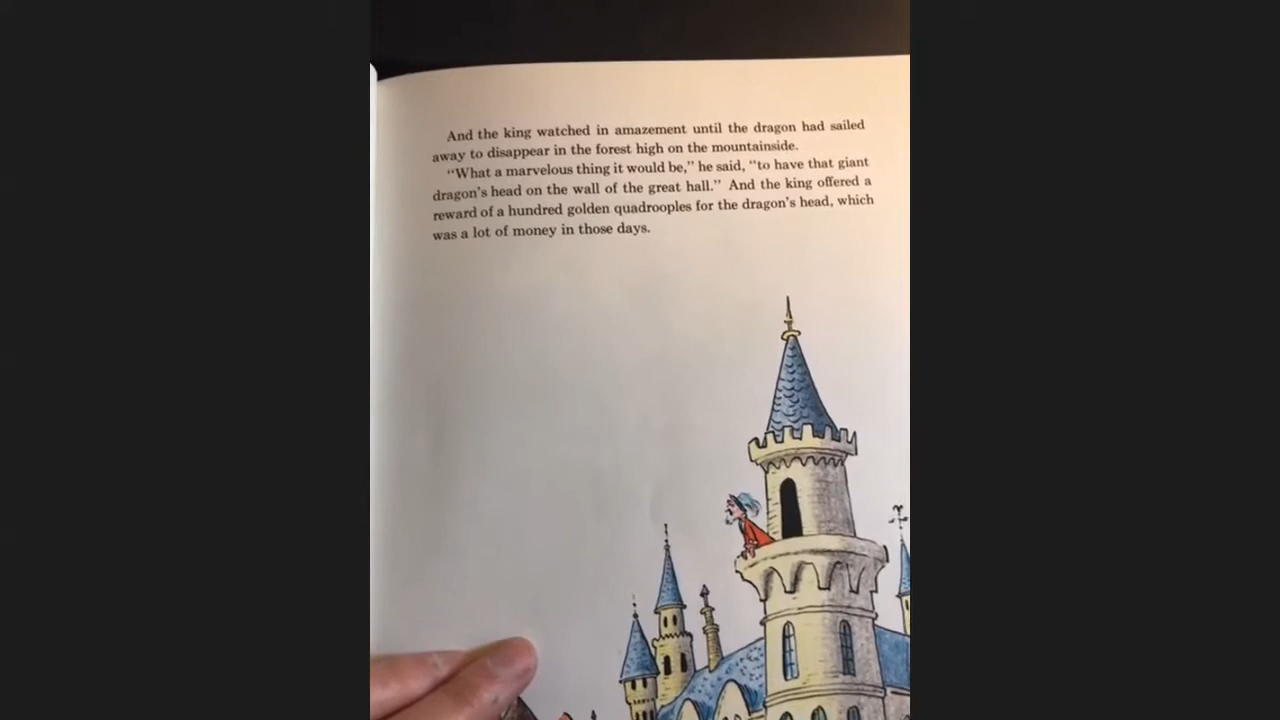 And the king watched in amazement until the dragon had sailed
away to disappear in the forest high on the mountainside.
“What a marvelous thing it would be,” he said, “to have that giant
dragon’s head on the wall of the great hall.” And the king offered a
reward of a hundred golden quadrooples for the dragon’s head, which
was a lot of money in those days.